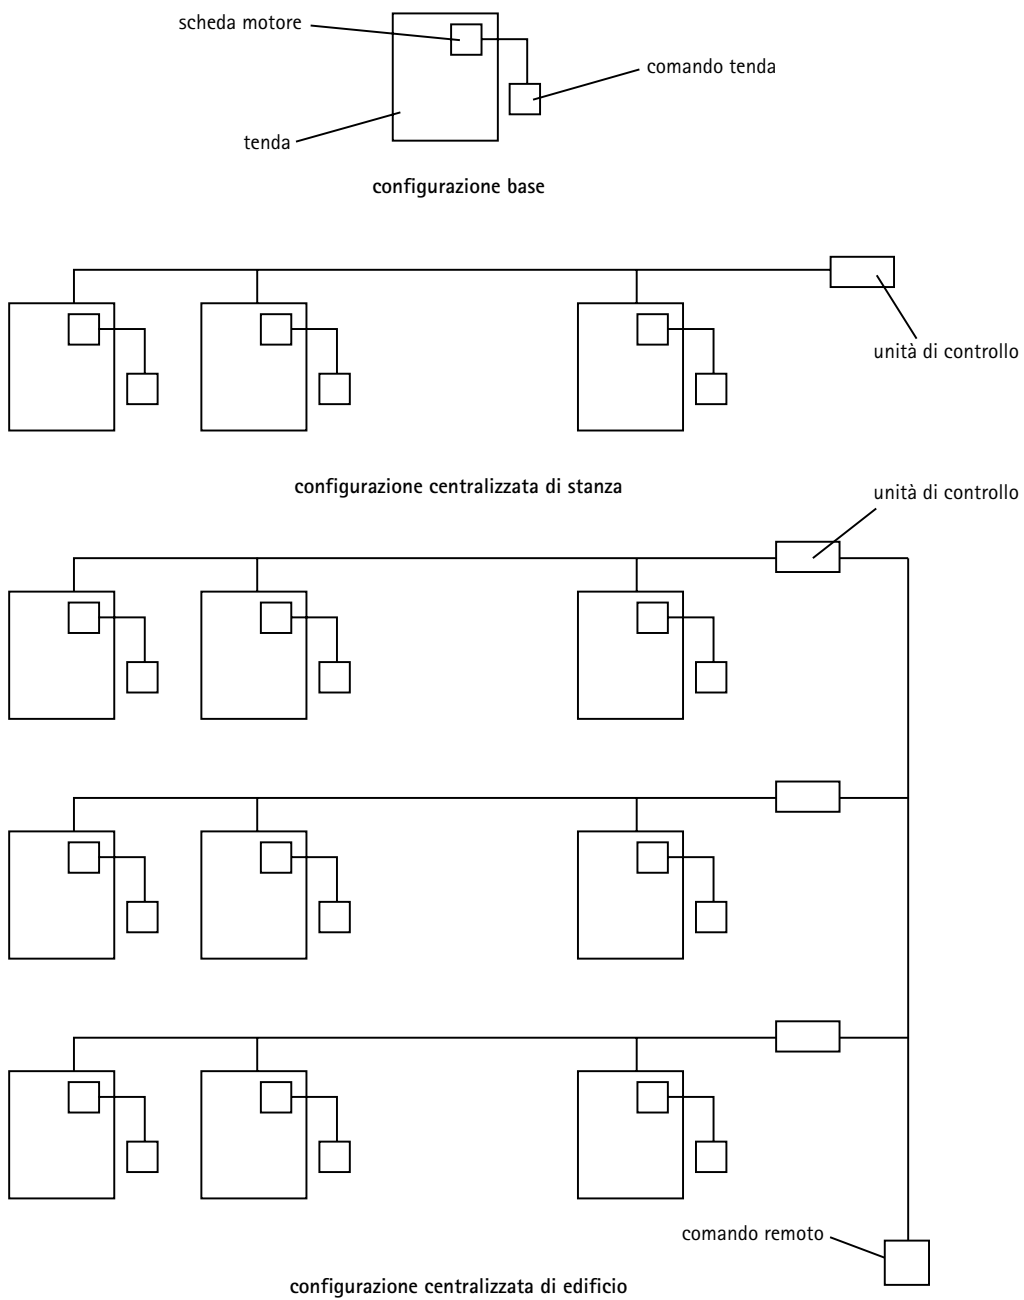 scheda motore
comando tenda
tenda
configurazione base
unità di controllo
configurazione centralizzata di stanza
unità di controllo
comando remoto
configurazione centralizzata di edificio